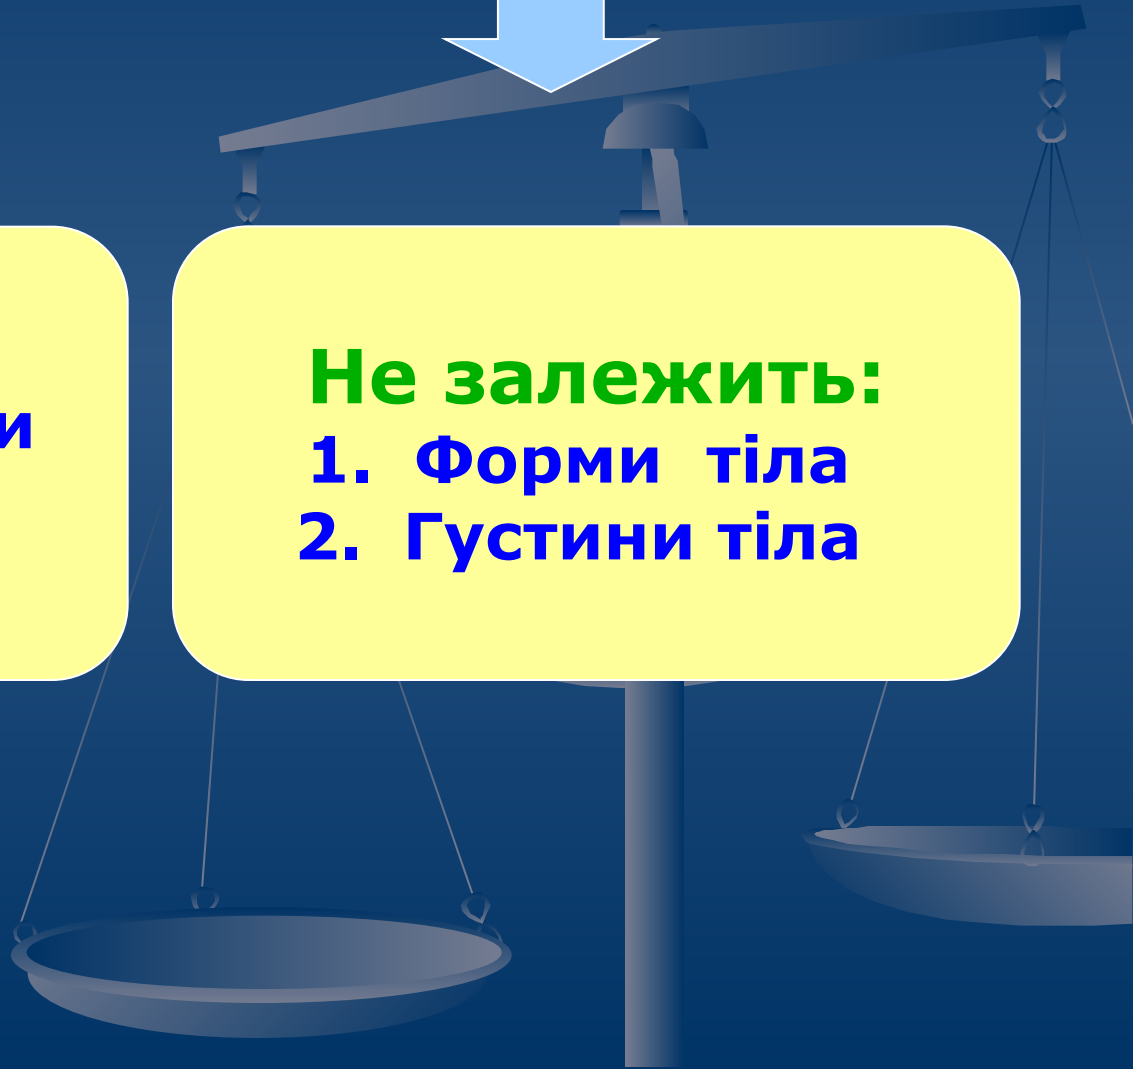 и
Не залежить:
1. Форми тіла
2. Густини тіла